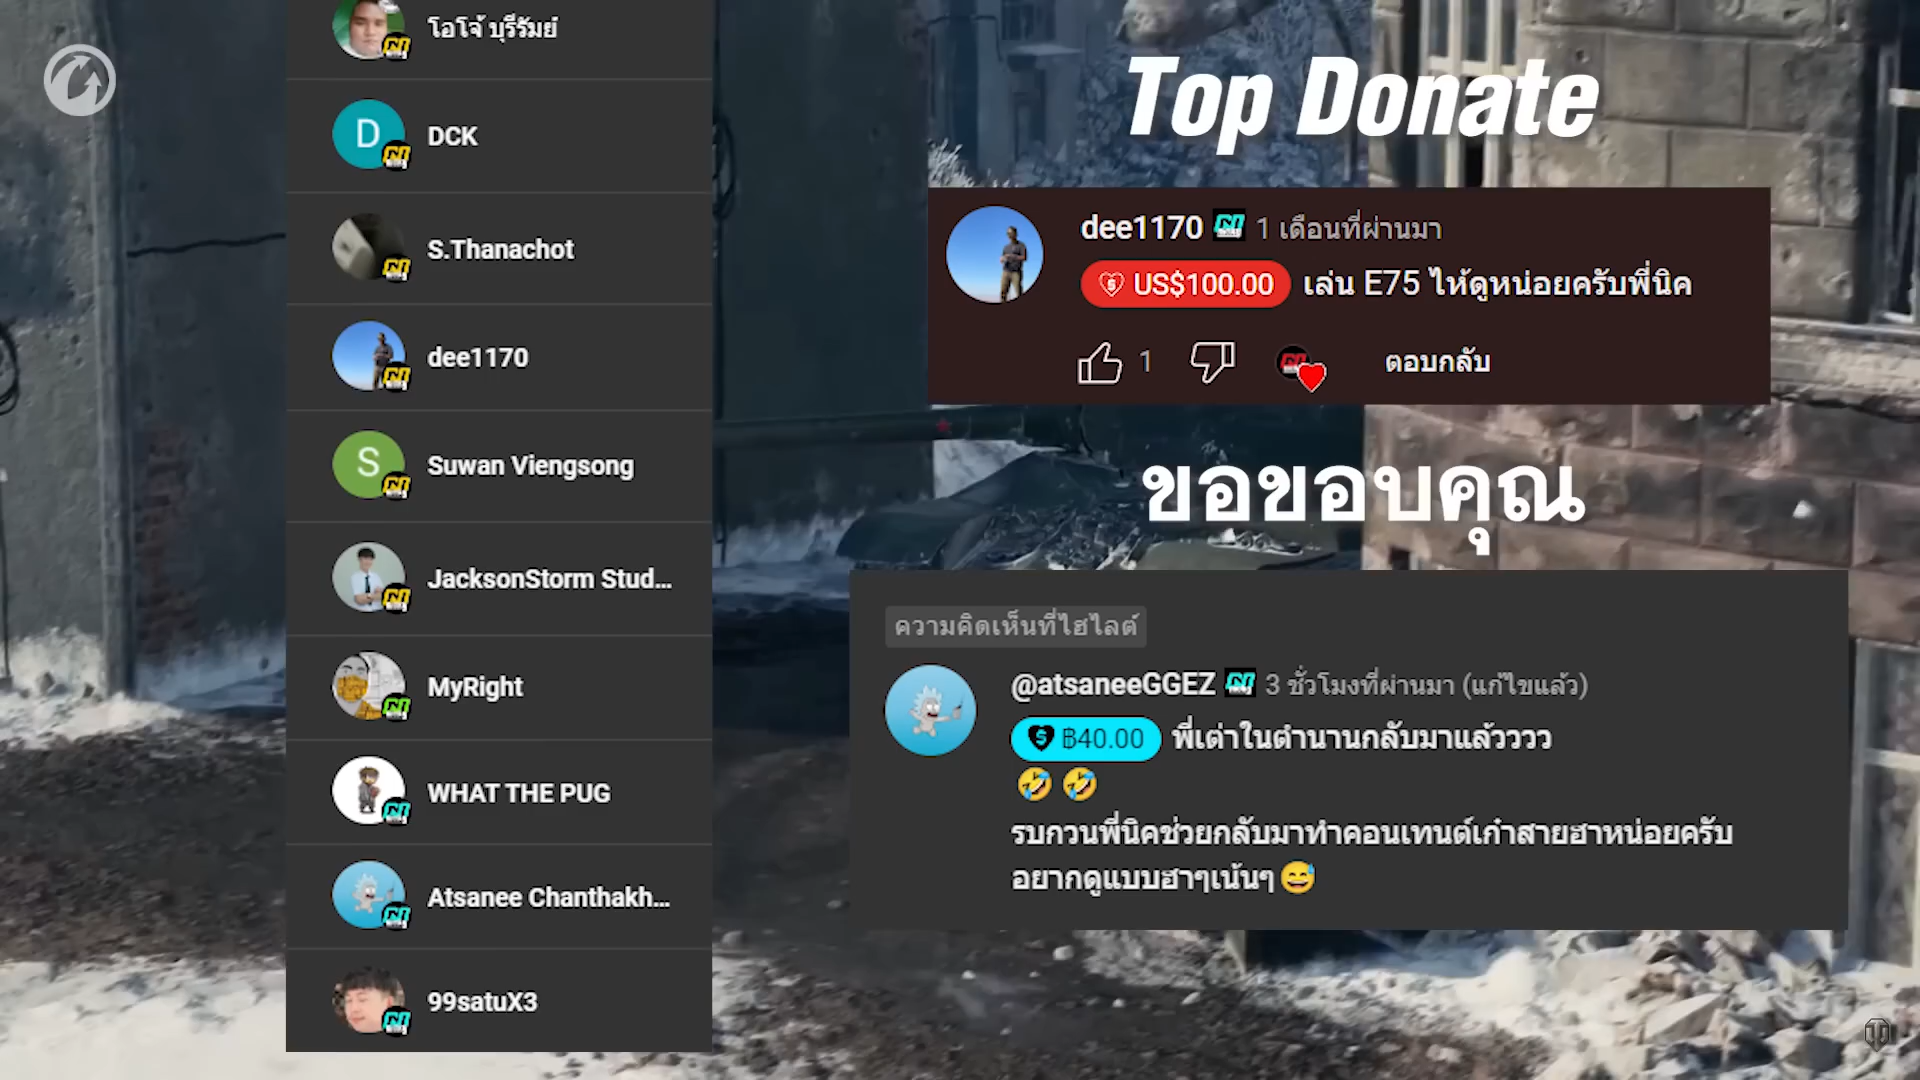 โอโจ้ บุรีรัมย์
DCK
S.Thanachot
dee1170
Suwan Viengsong
JacksonStorm Stud...
MyRight
WHAT THE PUG
Atsanee Chanthakh...
99satuX3
Top Donate
dee1170 1 เดือนที่ผ่านมา
US$100.00 เล่น E75 ไห้ดูหน่อยครับพี่นิค
1 ตอบกลับ
ขอขอบคุณ
ความคิดเห็นที่ไฮไลต์
@atsaneeGGEZ 3 ชั่วโมงที่ผ่านมา (แก้ไขแล้ว)
฿40.00 พี่เต่าในตำนานกลับมาแล้วววว
🤣 🤣
รบกวนพี่นิคช่วยกลับมาทำคอนเทนต์เก่าสายฮาหน่อยครับ
อยากดูแบบฮาๆเน้นๆ😅